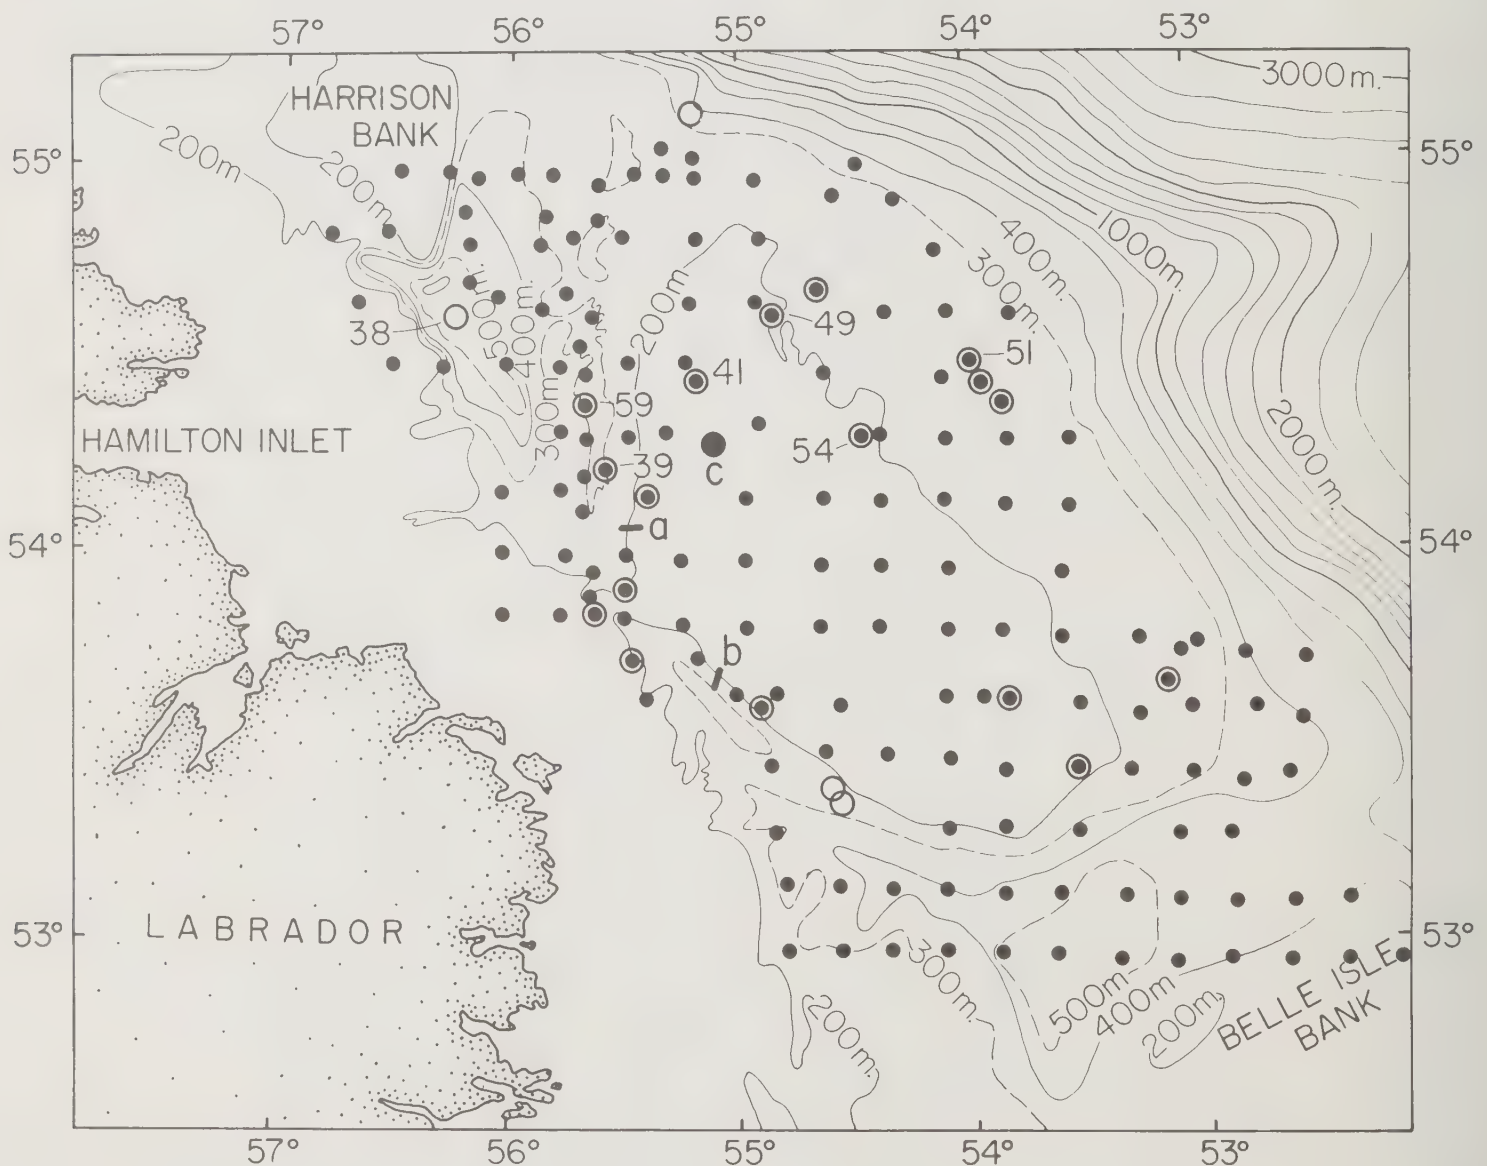 57° 56° 55° 54° 53°
3000m.
HARRISON
BANK
200m
200m.
55° 55°
400m.
1000m.
300m.
200m.
500m.
400m.
38
49
51
41
300m
59
2000m.
HAMILTON INLET
54
39
c
a
54° 54°
b
LABRADOR
53° 53°
300m.
500m
400m
200m.
BELLE ISLE
BANK
200m.
57° 56° 55° 54° 53°